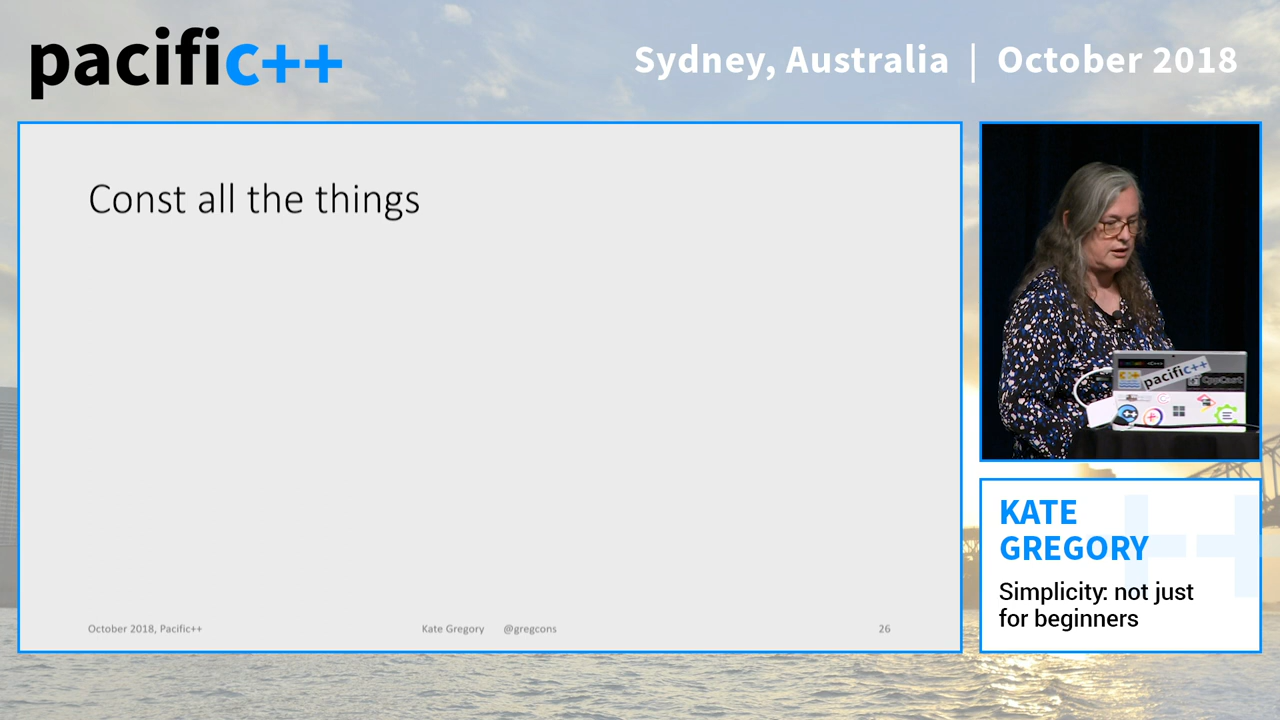 pacific++
Sydney, Australia | October 2018
Const all the things
October 2018, Pacific++
Kate Gregory @gregcons
26
pacific++
CppCast
KATE
GREGORY
Simplicity: not just
for beginners